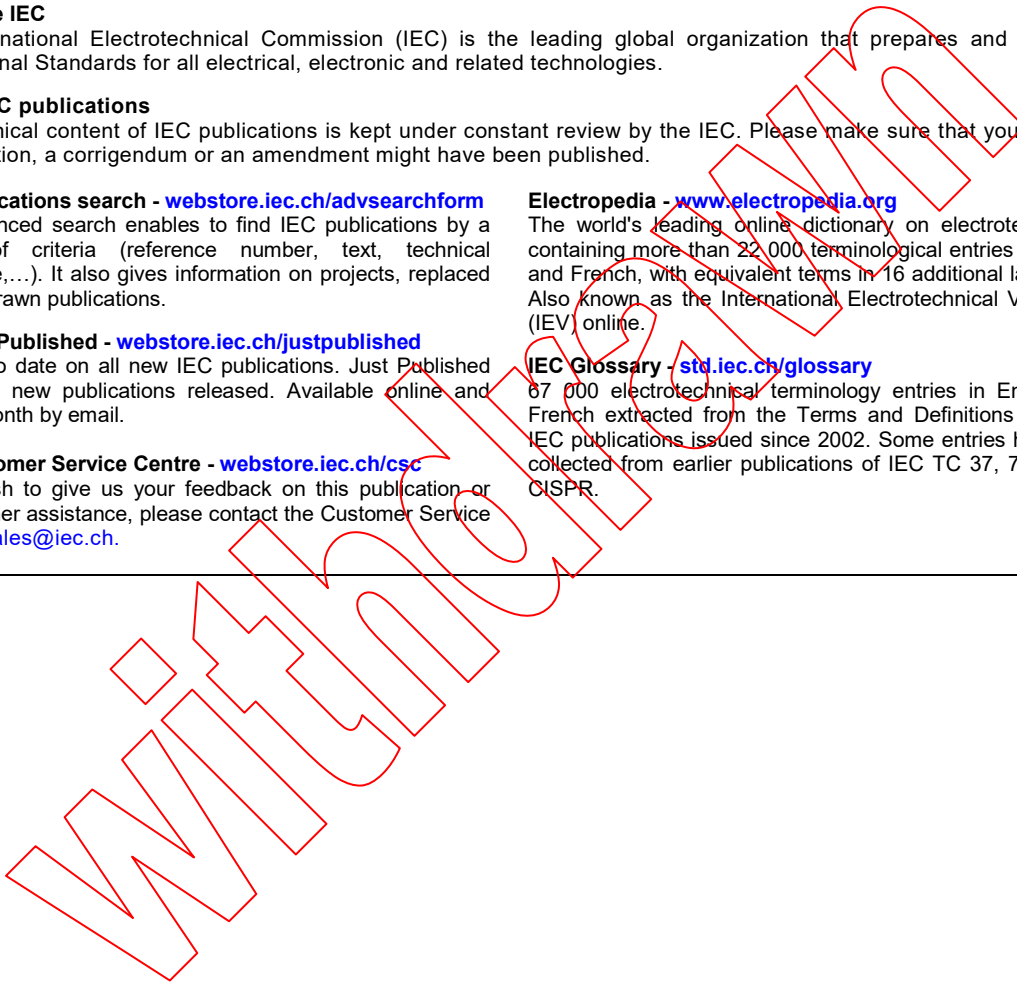 e IEC
national Electrotechnical Commission (IEC) is the leading global organization that prepares and
nal Standards for all electrical, electronic and related technologies.
C publications
nical content of IEC publications is kept under constant review by the IEC. Please make sure that you
tion, a corrigendum or an amendment might have been published.
cations search - webstore.iec.ch/advsearchform
nced search enables to find IEC publications by a
of criteria (reference number, text, technical
e,...). It also gives information on projects, replaced
rawn publications.
Published - webstore.iec.ch/justpublished
o date on all new IEC publications. Just Published
new publications released. Available online and
onth by email.
omer Service Centre - webstore.iec.ch/csc
sh to give us your feedback on this publication or
er assistance, please contact the Customer Service
ales@iec.ch.
Electropedia - www.electropedia.org
The world's leading online dictionary on electrote
containing more than 22 000 terminological entries
and French, with equivalent terms in 16 additional la
Also known as the International Electrotechnical V
(IEV) online.
IEC Glossary - std.iec.ch/glossary
67 000 electrotechnical terminology entries in En
French extracted from the Terms and Definitions
IEC publications issued since 2002. Some entries h
collected from earlier publications of IEC TC 37, 7
CISPR.
withdrawn